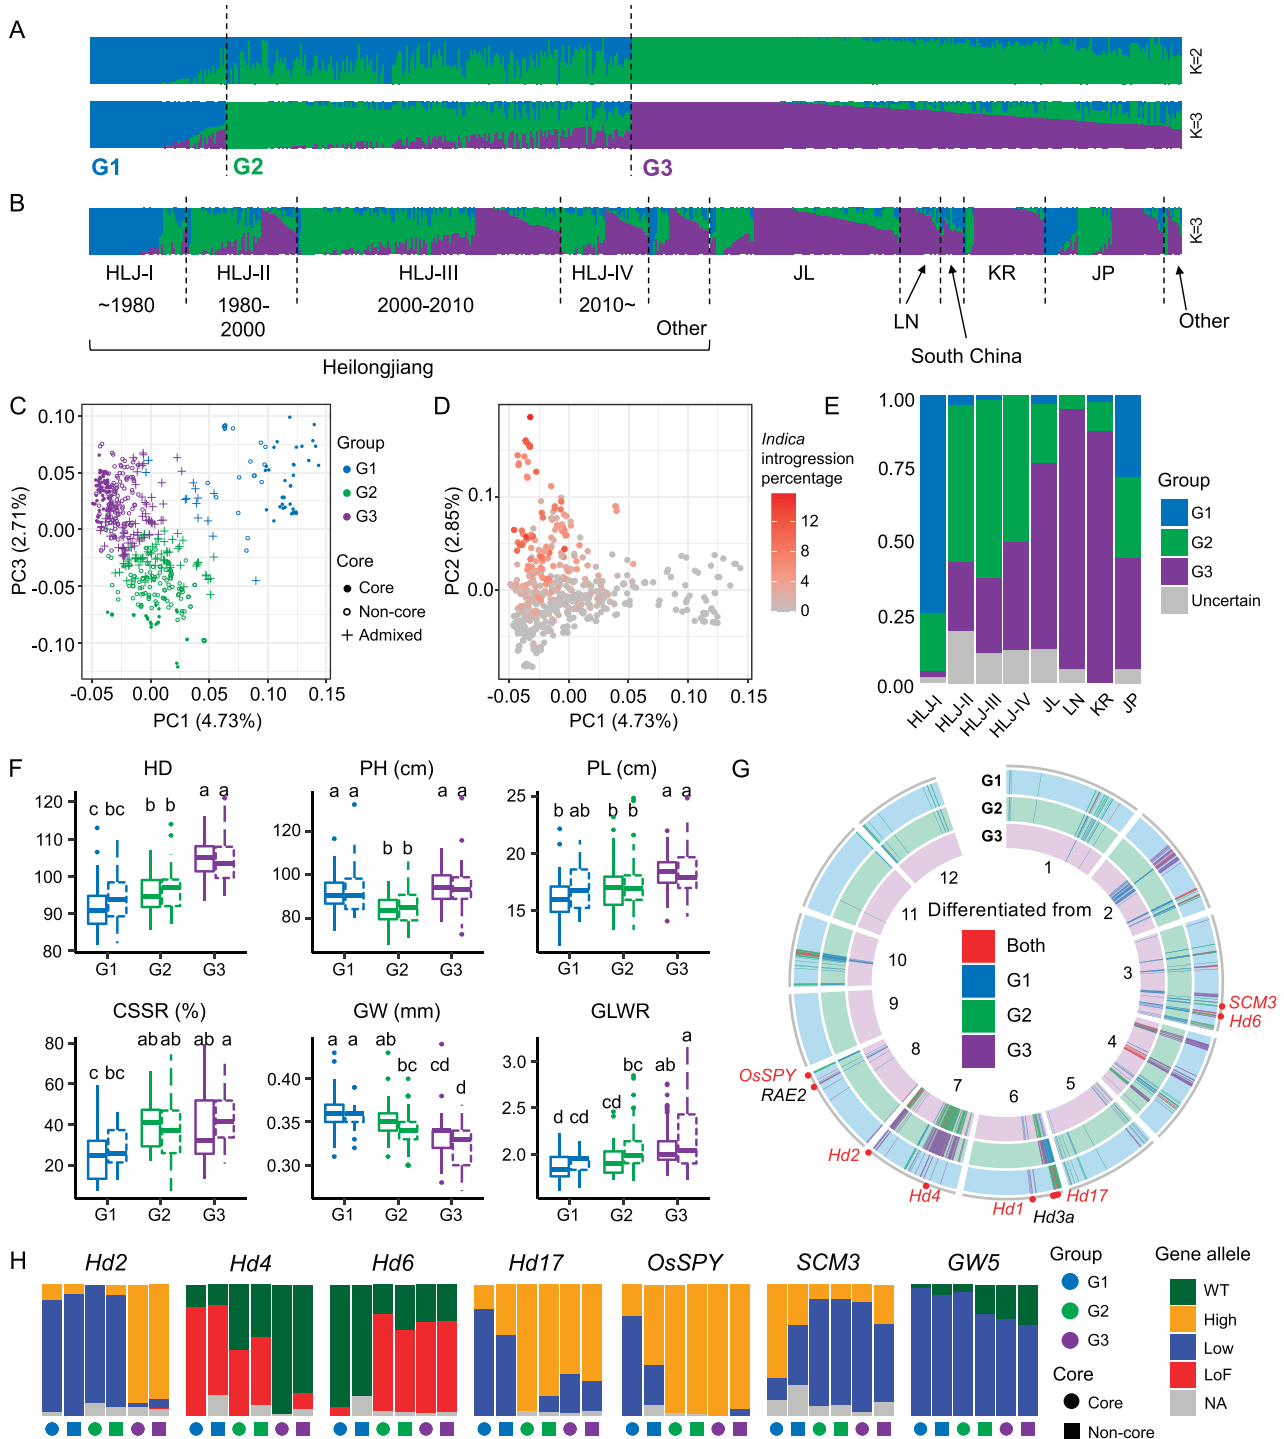 A
K=2
K=3
G1 G2 G3
B
K=3
HLJ-I HLJ-II HLJ-III HLJ-IV JL KR JP
~1980 1980-2000 2000-2010 2010~
Other LN South China Other
Heilongjiang
C
0.10
0.05
0.00
-0.05
-0.10
PC3 (2.71%)
-0.05 0.00 0.05 0.10 0.15
PC1 (4.73%)
Group
G1
G2
G3
Core
Core
Non-core
Admixed
D
0.1
0.0
PC2 (2.85%)
-0.05 0.00 0.05 0.10 0.15
PC1 (4.73%)
Indica
introgression
percentage
12
8
4
0
E
1.00
0.75
0.50
0.25
0.00
HLJ-I HLJ-II HLJ-III HLJ-IV JL LN KR JP
Group
G1
G2
G3
Uncertain
F
HD
120
110
100
90
80
c bc b b a a
G1 G2 G3
PH (cm)
120
100
80
a a b b a a
G1 G2 G3
PL (cm)
25
20
15
b ab b b a a
G1 G2 G3
CSSR (%)
80
60
40
20
c bc ab ab ab a
G1 G2 G3
GW (mm)
0.40
0.35
0.30
a a ab bc cd d
G1 G2 G3
GLWR
3.0
2.5
2.0
d cd cd bc ab a
G1 G2 G3
G
G1
G2
G3
1
2
3
4
5
6
7
8
9
10
11
12
Differentiated from
Both
G1
G2
G3
SCM3
Hd6
OsSPY
RAE2
Hd2
Hd4
Hd1
Hd17
Hd3a
H
Hd2 Hd4 Hd6 Hd17 OsSPY SCM3 GW5
Group
G1
G2
G3
Core
Core
Non-core
Gene allele
WT
High
Low
LoF
NA